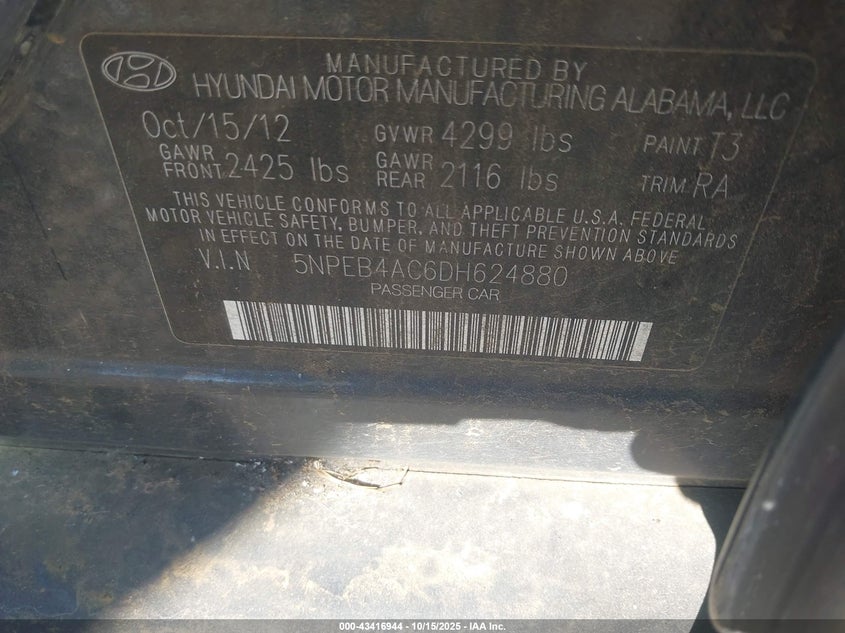 MANUFACTURED BY
HYUNDAI MOTOR MANUFACTURING ALABAMA, LLC
Oct/15/12 GVWR 4299 lbs PAINT T3
GAWR FRONT 2425 lbs GAWR REAR 2116 lbs TRIM RA
THIS VEHICLE CONFORMS TO ALL APPLICABLE U.S.A. FEDERAL
MOTOR VEHICLE SAFETY, BUMPER, AND THEFT PREVENTION STANDARDS
IN EFFECT ON THE DATE OF MANUFACTURE SHOWN ABOVE
V.I.N 5NPEB4AC6DH624880
PASSENGER CAR
000-43416944 - 10/15/2025 - IAA Inc.